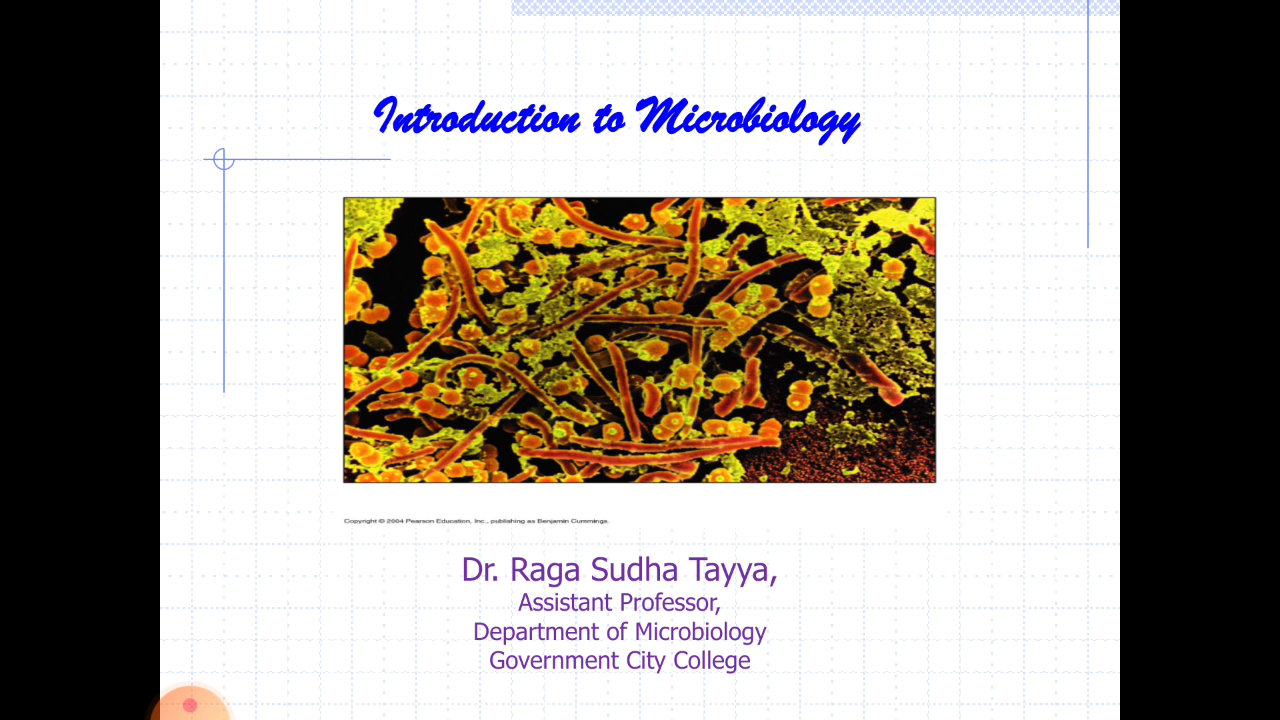 Introduction to Microbiology
Copyright © 2004 Pearson Education, Inc., publishing as Benjamin Cummings.
Dr. Raga Sudha Tayya,
Assistant Professor,
Department of Microbiology
Government City College